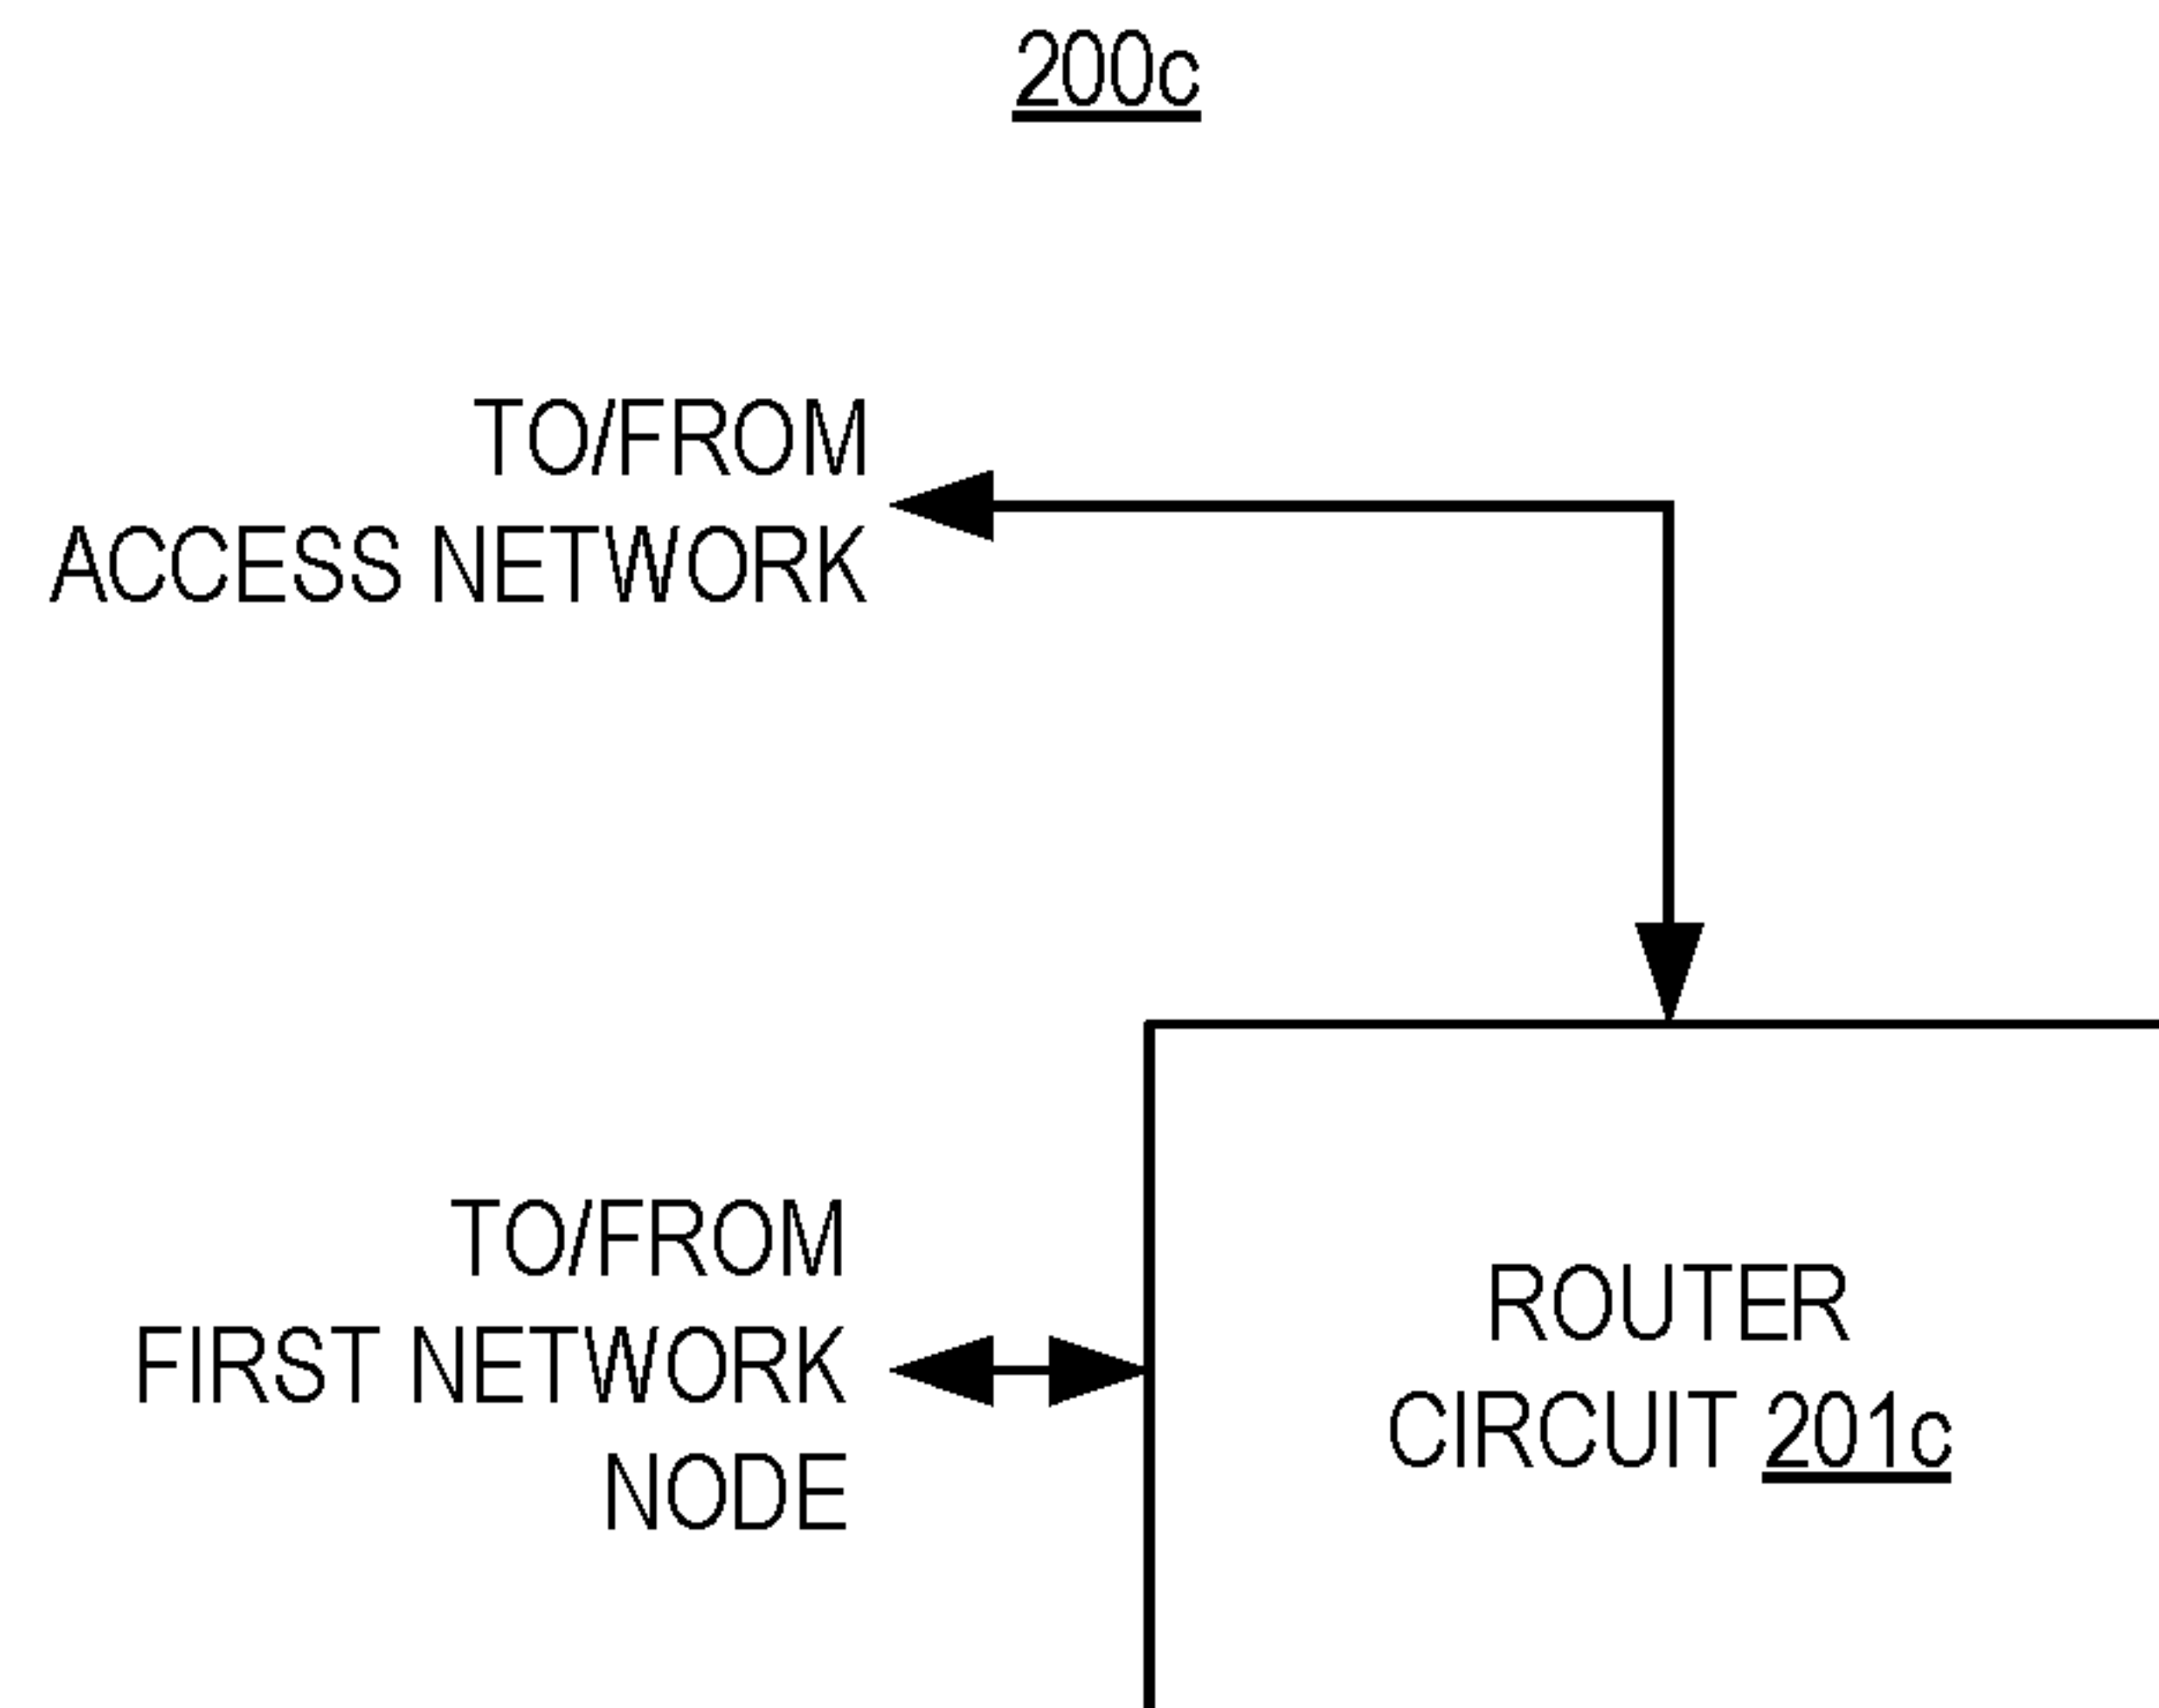 200c
TO/FROM
ACCESS NETWORK
TO/FROM
FIRST NETWORK
NODE
ROUTER
CIRCUIT 201c